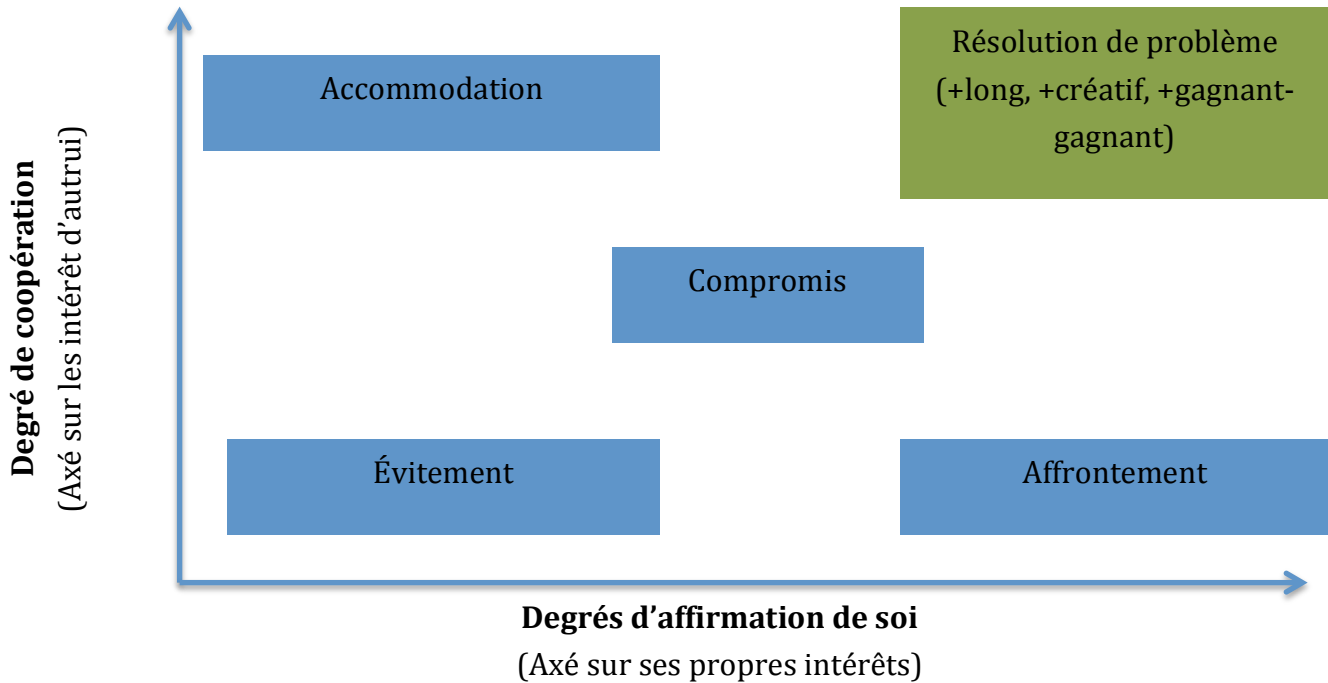 Degré de coopération
(Axé sur les intérêt d’autrui)
Accommodation
Résolution de problème
(+long, +créatif, +gagnant-
gagnant)
Compromis
Évitement
Affrontement
Degrés d’affirmation de soi
(Axé sur ses propres intérêts)